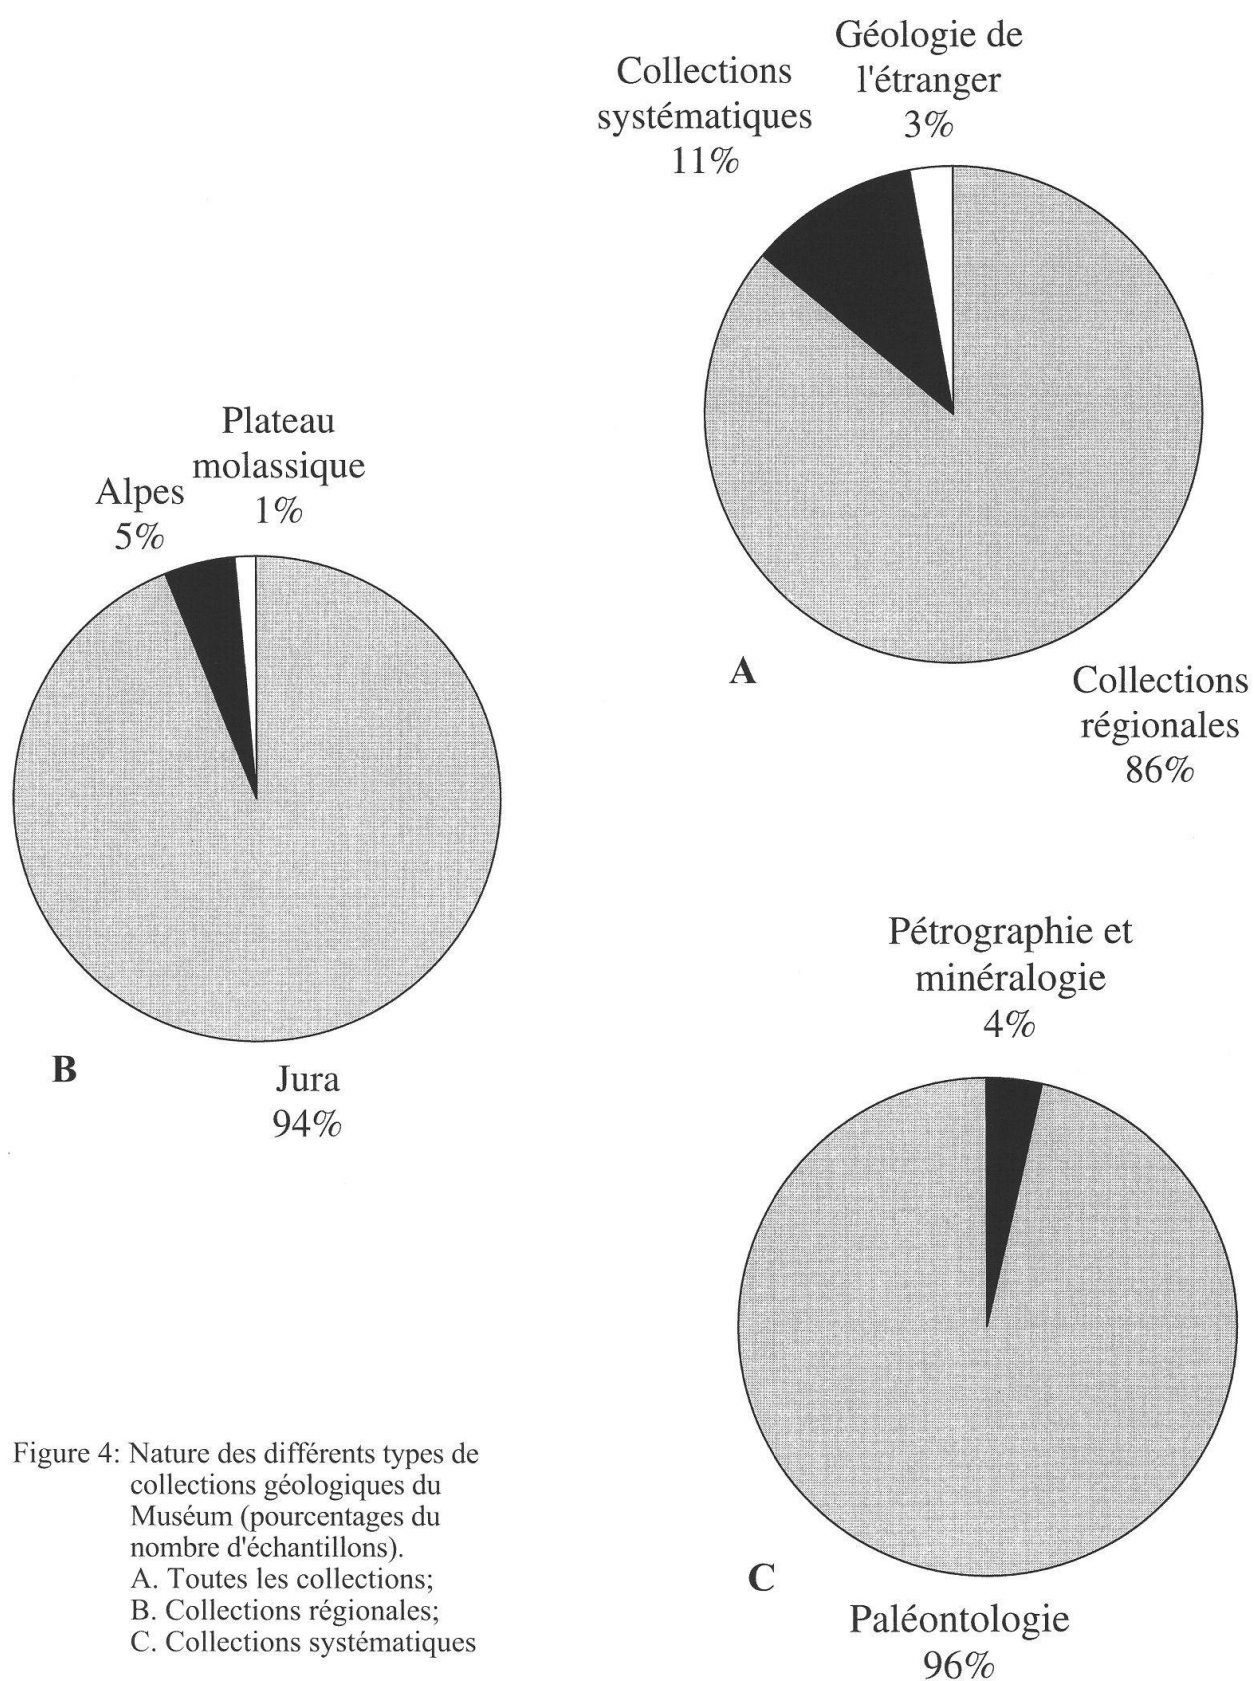 Géologie de
l'étranger
3%
Collections
systématiques
11%
A
Collections
régionales
86%
Plateau
molassique
1%
Alpes
5%
B
Jura
94%
Pétrographie et
minéralogie
4%
C
Paléontologie
96%
Figure 4: Nature des différents types de
collections géologiques du
Muséum (pourcentages du
nombre d'échantillons).
A. Toutes les collections;
B. Collections régionales;
C. Collections systématiques